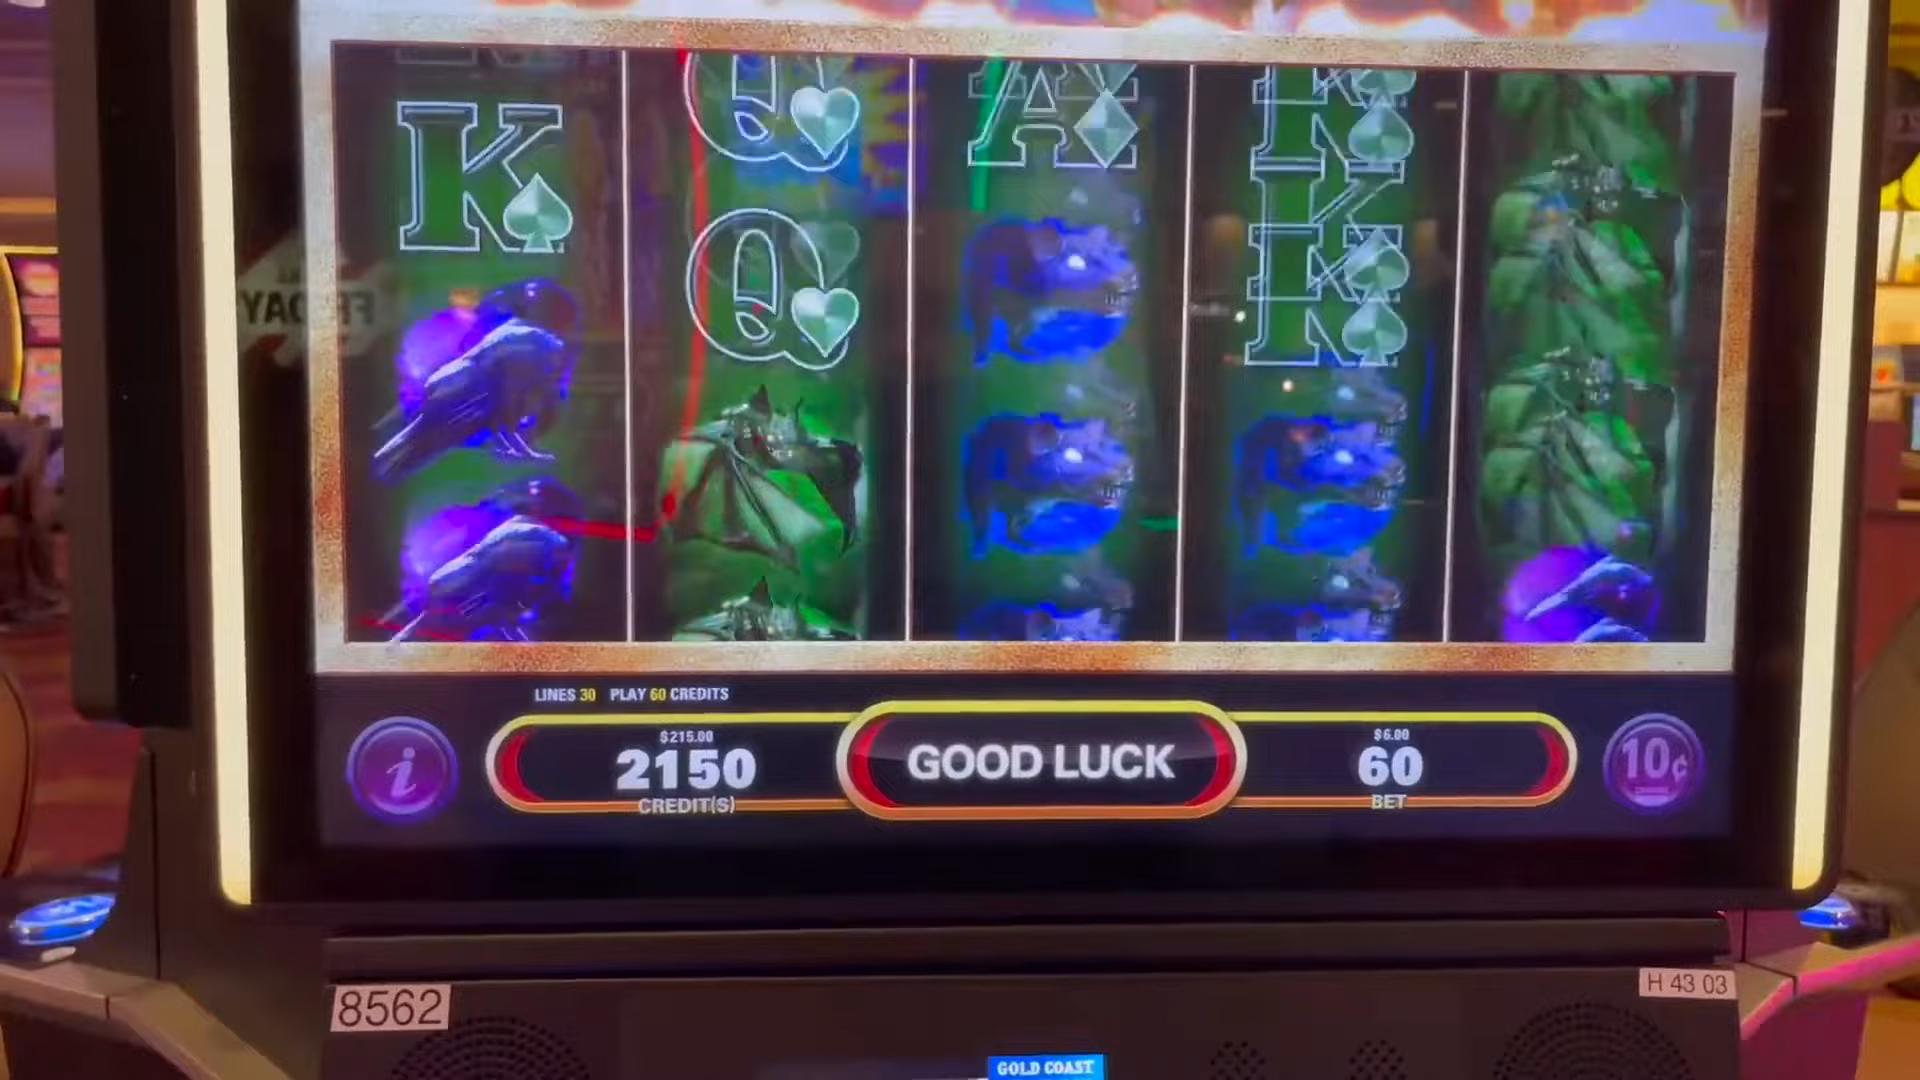 K
Q
A
K
Q
K
K
FRIDAY
LINES 30 PLAY 60 CREDITS
$215.00
2150
CREDIT(S)
GOOD LUCK
$6.00
60
BET
i
10¢
8562
H 43 03
GOLD COAST